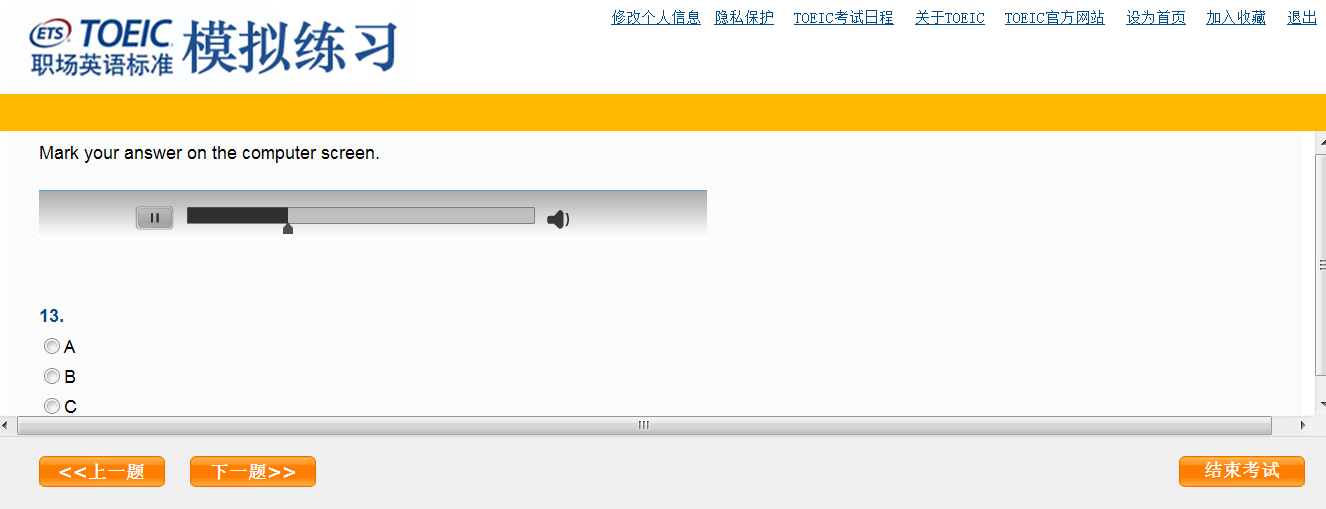 修改个人信息 隐私保护 TOEIC考试日程 关于TOEIC TOEIC官方网站 设为首页 加入收藏 退出
ETS TOEIC 模拟练习
职场英语标准
Mark your answer on the computer screen.
13.
A
B
C
<<上一题 下一题>> 结束考试